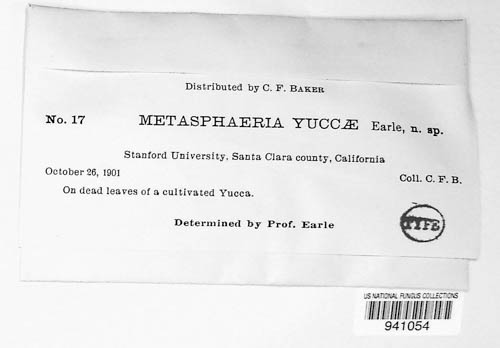 Distributed by C. F. BAKER
No. 17 METASPHAERIA YUCCÆ Earle, n. sp.
Stanford University, Santa Clara county, California
October 26, 1901 Coll. C. F. B.
On dead leaves of a cultivated Yucca.
Determined by Prof. Earle
TYPE
US NATIONAL FUNGUS COLLECTIONS
941054